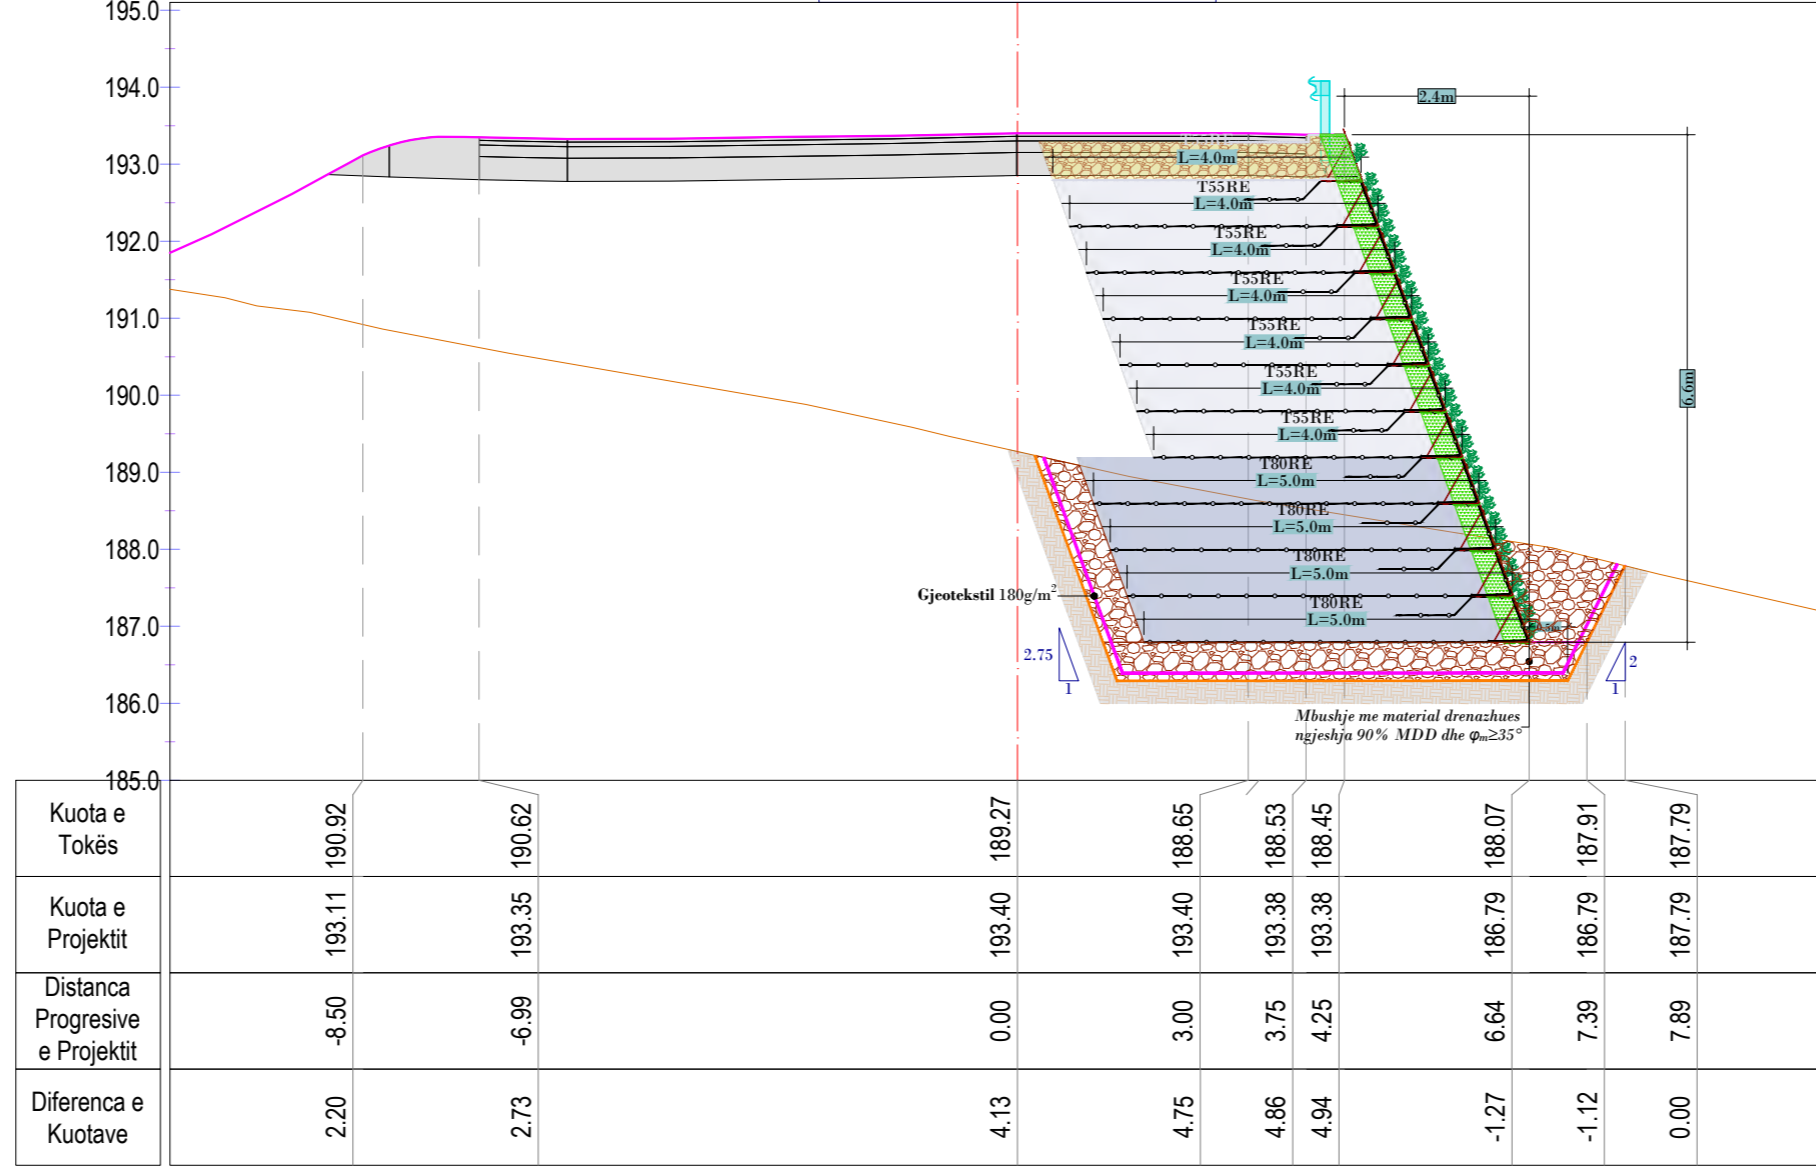 195.0
194.0
193.0
192.0
191.0
190.0
189.0
188.0
187.0
186.0
185.0
2.4m
6.6m
L=4.0m
T55RE
L=4.0m
T55RE
L=4.0m
T55RE
L=4.0m
T55RE
L=4.0m
T55RE
L=4.0m
T55RE
L=4.0m
T80RE
L=5.0m
T80RE
L=5.0m
T80RE
L=5.0m
T80RE
L=5.0m
Gjeotekstil 180g/m²
0.5m
2.75
1
2
1
Mbushje me material drenazhues
ngjeshja 90% MDD dhe φm≥35°
Kuota e
Tokës
190.92 190.62 189.27 188.65 188.53 188.45 188.07 187.91 187.79
Kuota e
Projektit
193.11 193.35 193.40 193.40 193.38 193.38 186.79 186.79 187.79
Distanca
Progresive
e Projektit
-8.50 -6.99 0.00 3.00 3.75 4.25 6.64 7.39 7.89
Diferenca e
Kuotave
2.20 2.73 4.13 4.75 4.86 4.94 -1.27 -1.12 0.00